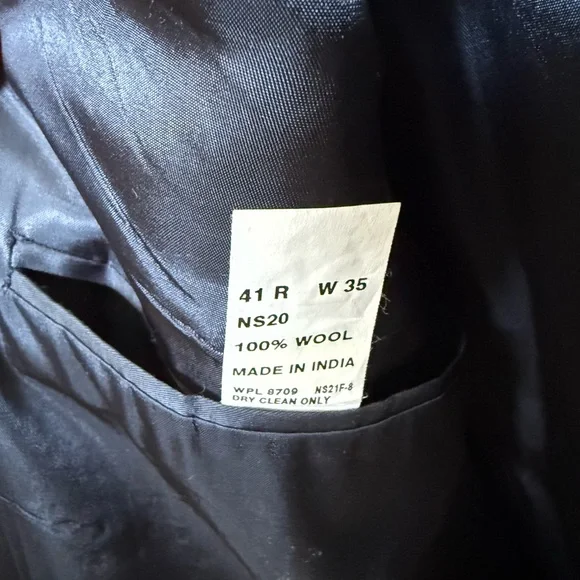 41 R W 35
NS20
100% WOOL
MADE IN INDIA
WPL 8709 NS21F-8
DRY CLEAN ONLY